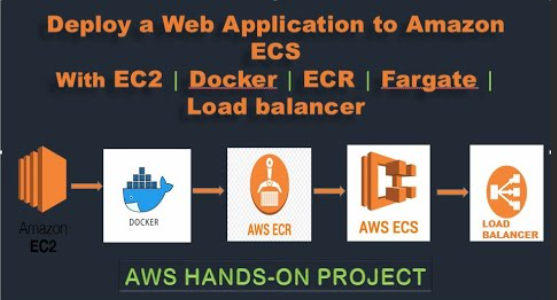 Deploy a Web Application to Amazon
ECS
With EC2 | Docker | ECR | Fargate |
Load balancer
Amazon
EC2
DOCKER
AWS ECR
AWS ECS
LOAD
BALANCER
AWS HANDS-ON PROJECT